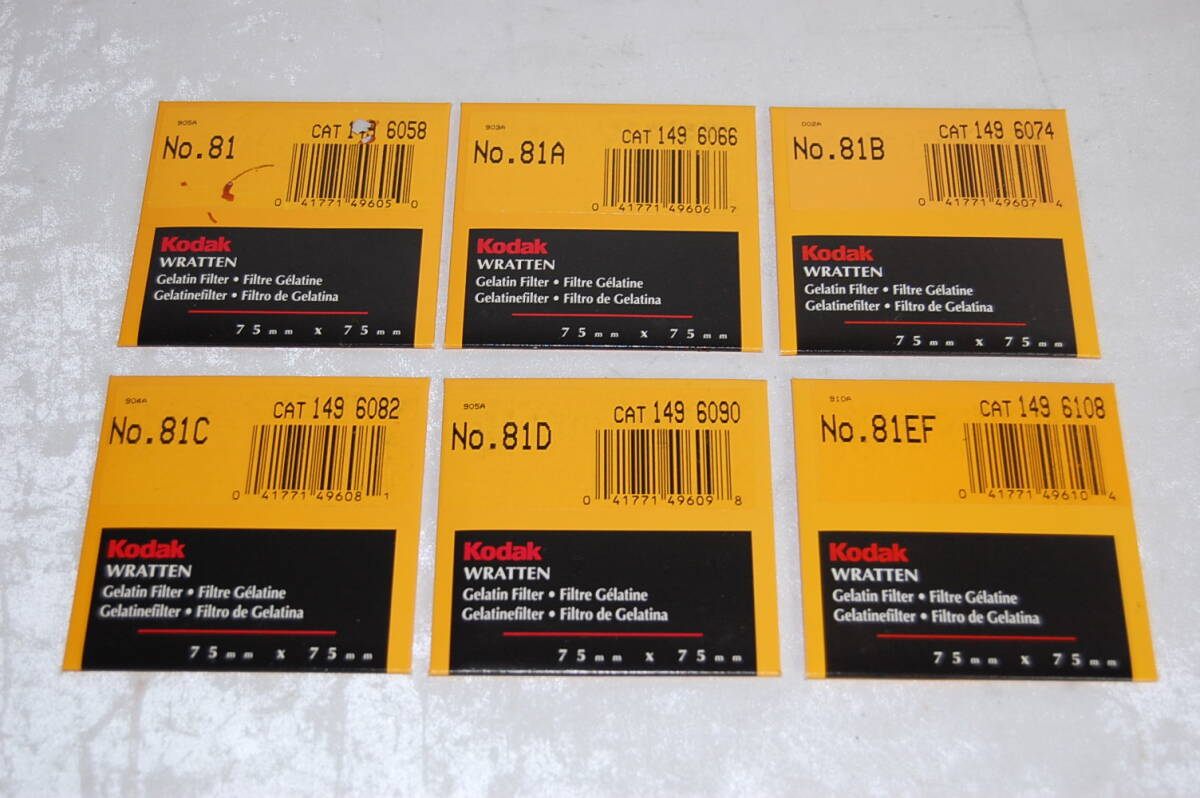 905A
CAT 149 6058
No.81
0 41771 49605 0
Kodak
WRATTEN
Gelatin Filter • Filtre Gélatine
Gelatinefilter • Filtro de Gelatina
75mm x 75mm
903A
CAT 149 6066
No.81A
0 41771 49606 7
Kodak
WRATTEN
Gelatin Filter • Filtre Gélatine
Gelatinefilter • Filtro de Gelatina
75mm x 75mm
002A
CAT 149 6074
No.81B
0 41771 49607 4
Kodak
WRATTEN
Gelatin Filter • Filtre Gélatine
Gelatinefilter • Filtro de Gelatina
75mm x 75mm
904A
CAT 149 6082
No.81C
0 41771 49608 1
Kodak
WRATTEN
Gelatin Filter • Filtre Gélatine
Gelatinefilter • Filtro de Gelatina
75mm x 75mm
905A
CAT 149 6090
No.81D
0 41771 49609 8
Kodak
WRATTEN
Gelatin Filter • Filtre Gélatine
Gelatinefilter • Filtro de Gelatina
75mm x 75mm
910A
CAT 149 6108
No.81EF
0 41771 49610 4
Kodak
WRATTEN
Gelatin Filter • Filtre Gélatine
Gelatinefilter • Filtro de Gelatina
75mm x 75mm